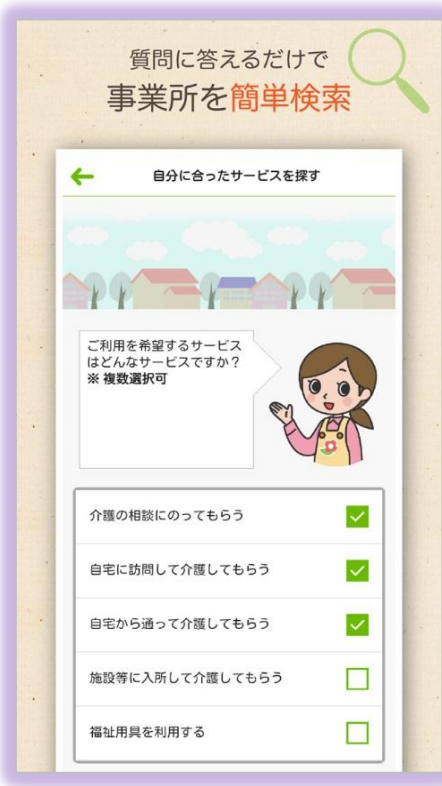 質問に答えるだけで
事業所を簡単検索
自分に合ったサービスを探す
ご利用を希望するサービス
はどんなサービスですか？
※ 複数選択可
介護の相談にのってもらう
自宅に訪問して介護してもらう
自宅から通って介護してもらう
施設等に入所して介護してもらう
福祉用具を利用する